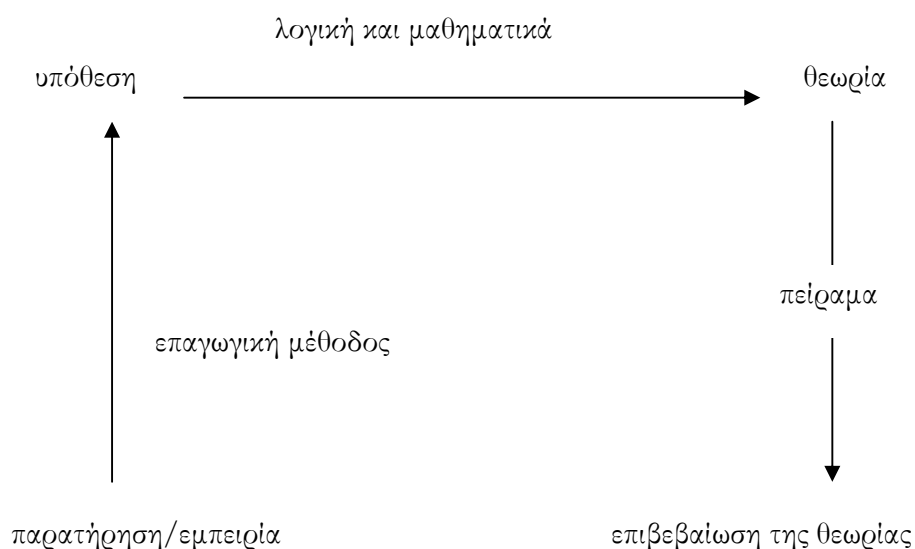 λογική και μαθηματικά
υπόθεση
θεωρία
πείραμα
επαγωγική μέθοδος
παρατήρηση/εμπειρία
επιβεβαίωση της θεωρίας